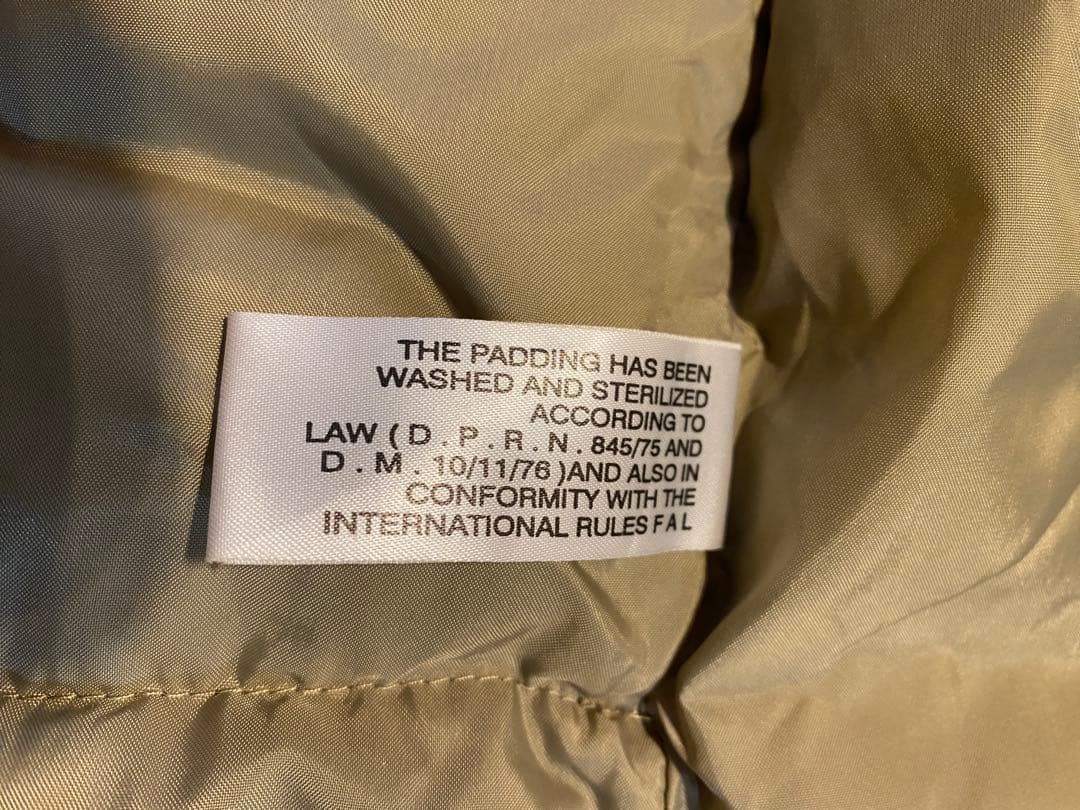 THE PADDING HAS BEEN
WASHED AND STERILIZED
ACCORDING TO
LAW ( D . P . R . N . 845/75 AND
D . M . 10/11/76 )AND ALSO IN
CONFORMITY WITH THE
INTERNATIONAL RULES F A L